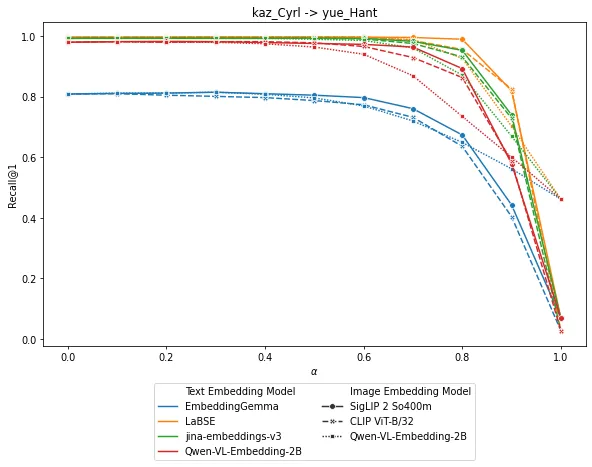 kaz_Cyrl -> yue_Hant
Recall@1
1.0
0.8
0.6
0.4
0.2
0.0
0.0 0.2 0.4 0.6 0.8 1.0
α
Text Embedding Model
EmbeddingGemma
LaBSE
jina-embeddings-v3
Qwen-VL-Embedding-2B
Image Embedding Model
SigLIP 2 So400m
CLIP ViT-B/32
Qwen-VL-Embedding-2B